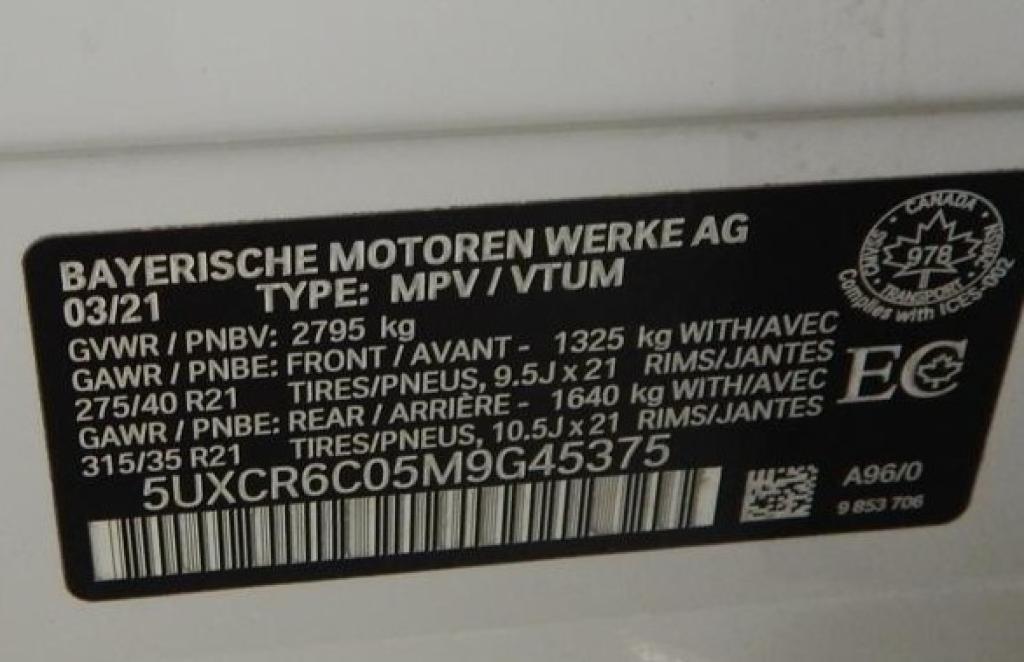 BAYERISCHE MOTOREN WERKE AG
03/21 TYPE: MPV / VTUM
GVWR / PNBV: 2795 kg
GAWR / PNBE: FRONT / AVANT - 1325 kg WITH/AVEC
275/40 R21 TIRES/PNEUS, 9.5J x 21 RIMS/JANTES
GAWR / PNBE: REAR / ARRIÈRE - 1640 kg WITH/AVEC
315/35 R21 TIRES/PNEUS, 10.5J x 21 RIMS/JANTES
5UXCR6C05M9G45375
CANADA
978
TRANSPORT
Complies with ICES-002
EC
A96/0
9 853 706